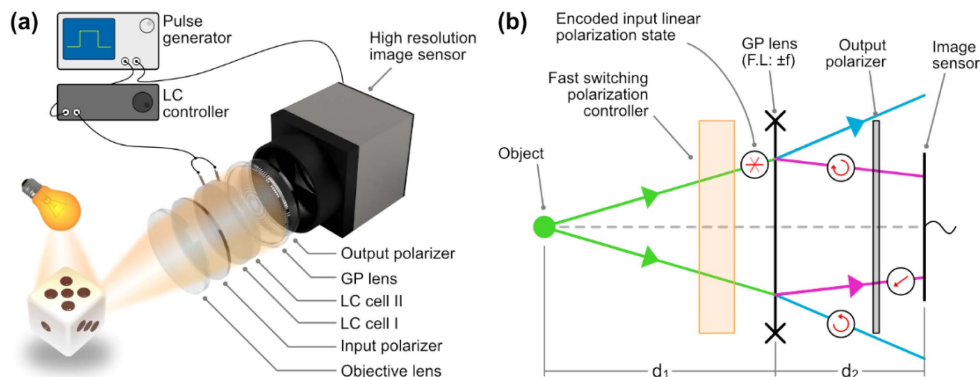 (a)
Pulse
generator
LC
controller
High resolution
image sensor
Output polarizer
GP lens
LC cell II
LC cell I
Input polarizer
Objective lens
(b)
Encoded input linear
polarization state
GP lens
(F.L: ±f)
Output
polarizer
Image
sensor
Fast switching
polarization
controller
Object
d₁
d₂